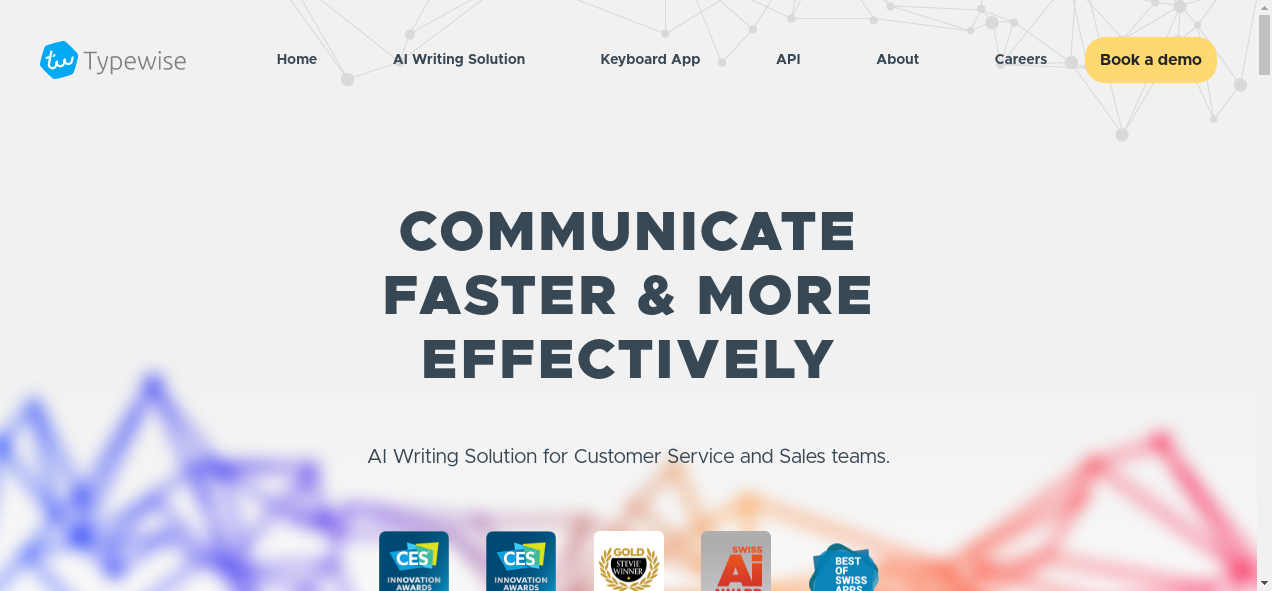 tw Typewise
Home
AI Writing Solution
Keyboard App
API
About
Careers
Book a demo
COMMUNICATE
FASTER & MORE
EFFECTIVELY
AI Writing Solution for Customer Service and Sales teams.
CES
INNOVATION
AWARDS
CES
INNOVATION
AWARDS
GOLD
STEVIE®
WINNER
SWISS
Ai
AWARD
BEST
OF SWISS
APPS